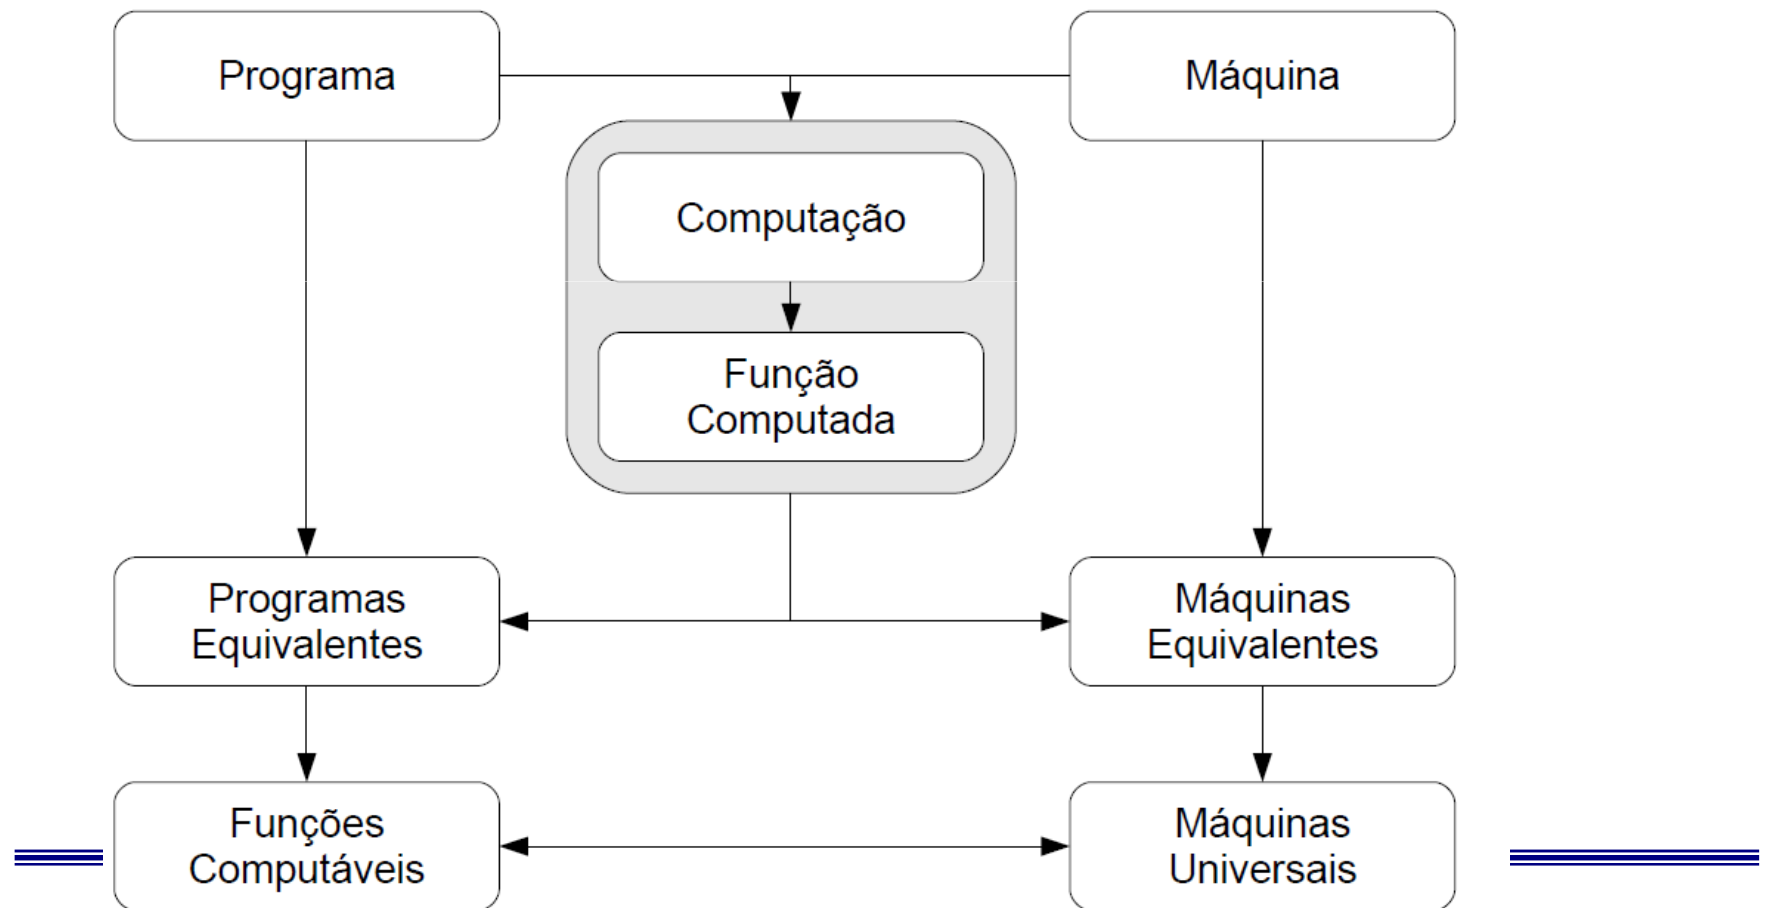 Programa
Máquina
Computação
Função
Computada
Programas
Equivalentes
Máquinas
Equivalentes
Funções
Computáveis
Máquinas
Universais